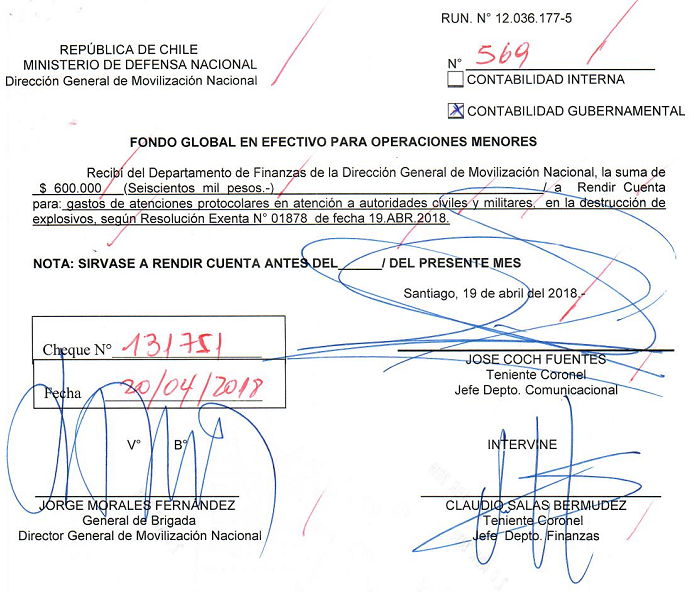 RUN. N° 12.036.177-5
REPÚBLICA DE CHILE
MINISTERIO DE DEFENSA NACIONAL
Dirección General de Movilización Nacional
N° 569
CONTABILIDAD INTERNA
X CONTABILIDAD GUBERNAMENTAL
FONDO GLOBAL EN EFECTIVO PARA OPERACIONES MENORES
Recibí del Departamento de Finanzas de la Dirección General de Movilización Nacional, la suma de
$ 600.000 (Seiscientos mil pesos.-) / a Rendir Cuenta
para: gastos de atenciones protocolares en atención a autoridades civiles y militares, en la destrucción de
explosivos, según Resolución Exenta N° 01878 de fecha 19.ABR.2018.
NOTA: SIRVASE A RENDIR CUENTA ANTES DEL______/ DEL PRESENTE MES
Santiago, 19 de abril del 2018.-
Cheque N° 131751
Fecha 20/04/2018
JOSE COCH FUENTES
Teniente Coronel
Jefe Depto. Comunicacional
V° B°
INTERVINE
JORGE MORALES FERNÁNDEZ
General de Brigada
Director General de Movilización Nacional
CLAUDIO SALAS BERMUDEZ
Teniente Coronel
Jefe Depto. Finanzas